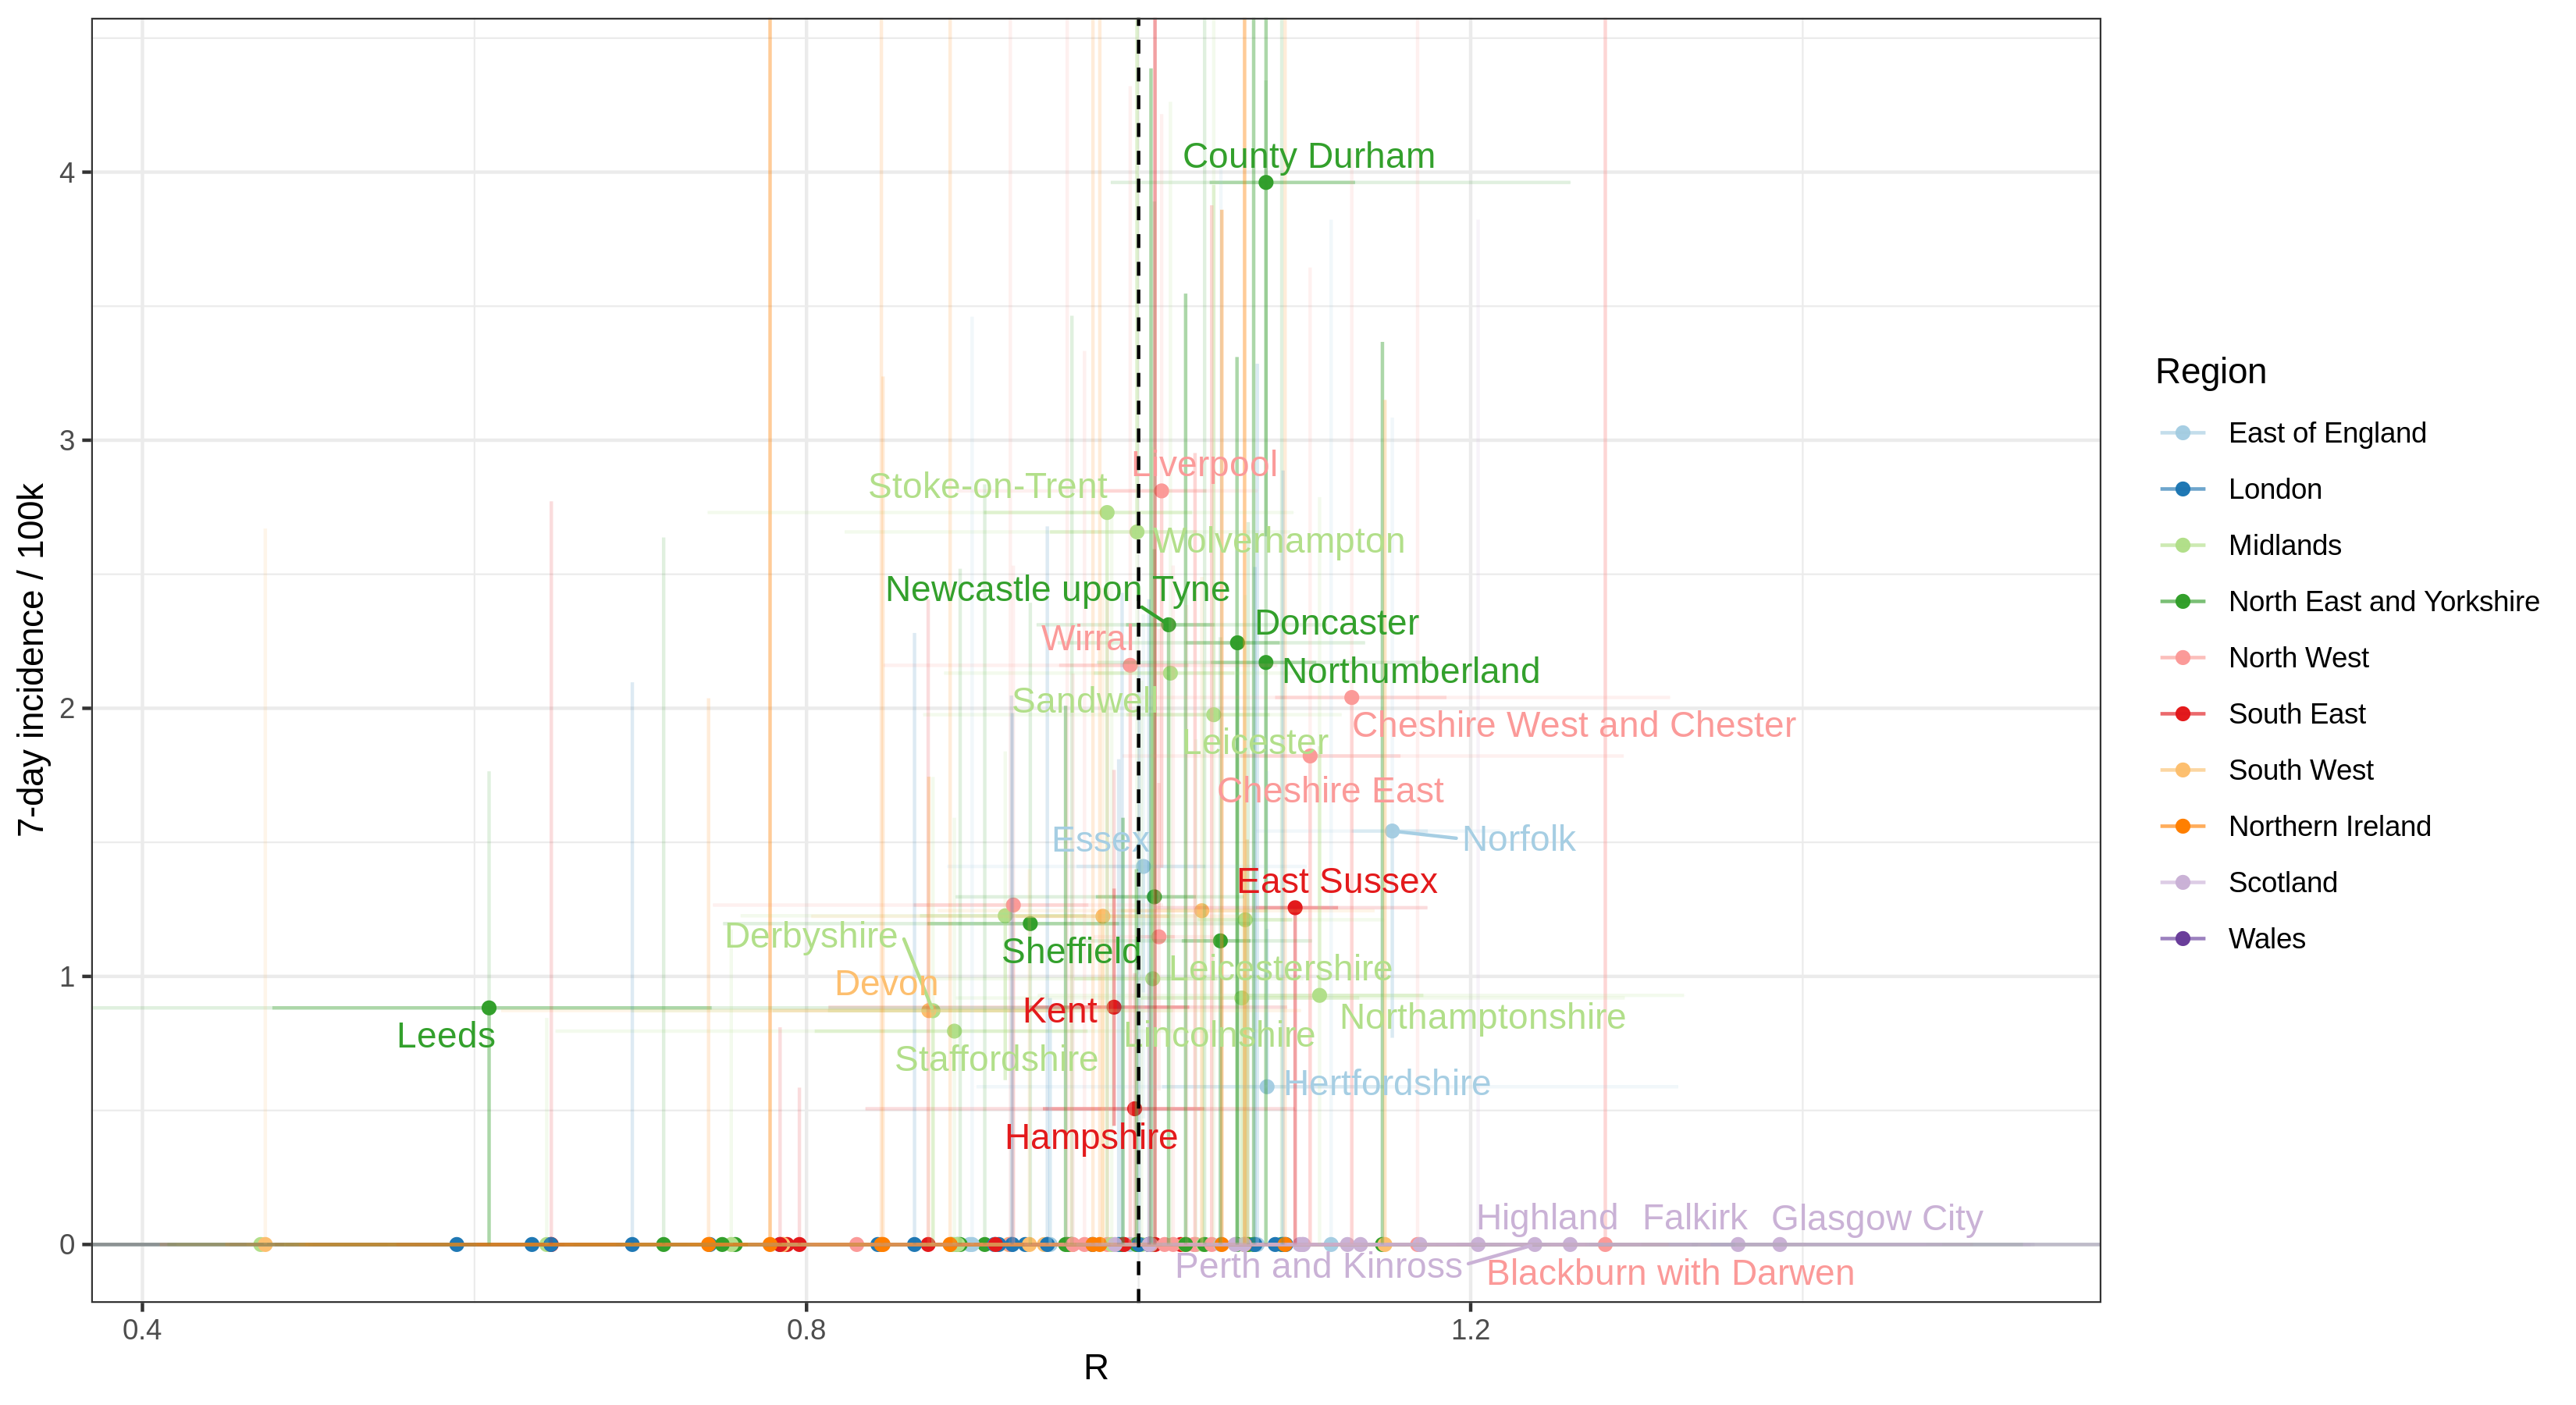 County Durham
4
3
Liverpool
Stoke-on-Trent
Wolverhampton
Newcastle upon Tyne
Doncaster
Wirral
Northumberland
Sandwell
2
Cheshire West and Chester
Leicester
Cheshire East
Essex
Norfolk
East Sussex
Derbyshire
Sheffield
Leicestershire
1
Devon
Kent
Northamptonshire
Leeds
Lincolnshire
Staffordshire
Hertfordshire
Hampshire
Highland
Falkirk
Glasgow City
0
Perth and Kinross
Blackburn with Darwen
0.4
0.8
1.2
R
7-day incidence / 100k
Region
East of England
London
Midlands
North East and Yorkshire
North West
South East
South West
Northern Ireland
Scotland
Wales